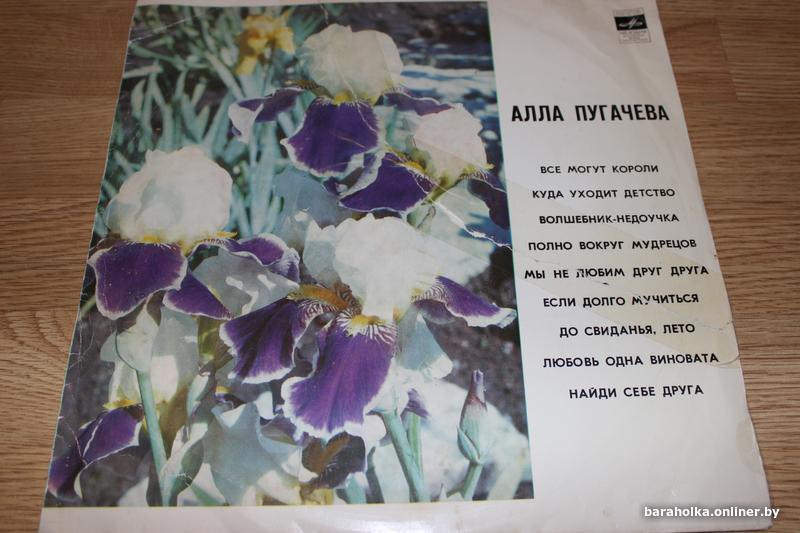 АЛЛА ПУГАЧЕВА
ВСЕ МОГУТ КОРОЛИ
КУДА УХОДИТ ДЕТСТВО
ВОЛШЕБНИК-НЕДОУЧКА
ПОЛНО ВОКРУГ МУДРЕЦОВ
МЫ НЕ ЛЮБИМ ДРУГ ДРУГА
ЕСЛИ ДОЛГО МУЧИТЬСЯ
ДО СВИДАНЬЯ, ЛЕТО
ЛЮБОВЬ ОДНА ВИНОВАТА
НАЙДИ СЕБЕ ДРУГА
baraholka.onliner.by